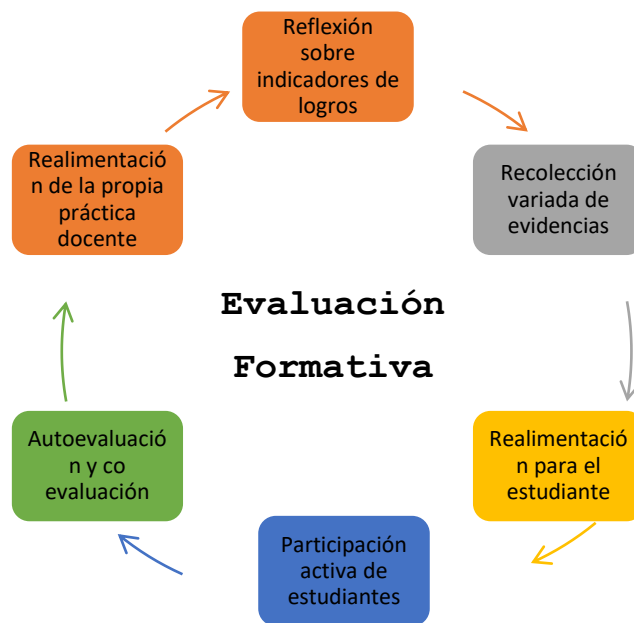 Reflexión
sobre
indicadores de
logros
Recolección
variada de
evidencias
Realimentació
n para el
estudiante
Participación
activa de
estudiantes
Autoevaluació
n y co
evaluación
Realimentació
n de la propia
práctica
docente
Evaluación
Formativa